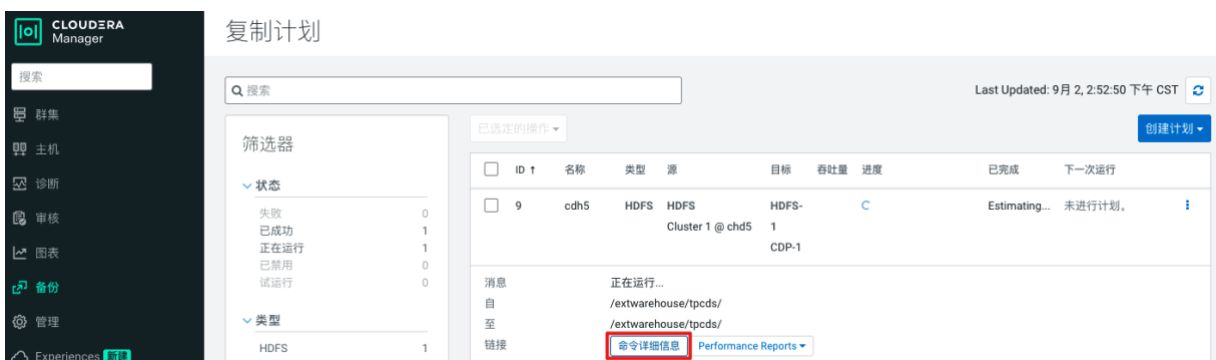 CLOUDERA
Manager
搜索
群集
主机
诊断
审核
图表
备份
管理
Experiences 新建
复制计划
搜索
Last Updated: 9月 2, 2:52:50 下午 CST
已选定的操作
创建计划
筛选器
状态
失败 0
已成功 1
正在运行 1
已禁用 0
试运行 0
类型
HDFS 1
ID ↑ 名称 类型 源 目标 吞吐量 进度 已完成 下一次运行
9 cdh5 HDFS HDFS HDFS- Estimating... 未进行计划。
Cluster 1 @ chd5 1
CDP-1
消息 正在运行...
自 /extwarehouse/tpcds/
至 /extwarehouse/tpcds/
链接 命令详细信息 Performance Reports